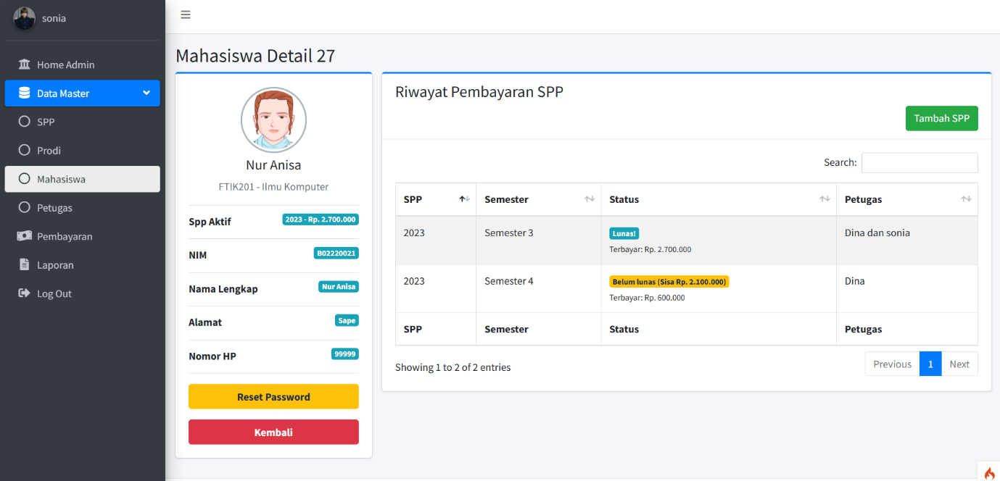 sonia
Home Admin
Data Master
SPP
Prodi
Mahasiswa
Petugas
Pembayaran
Laporan
Log Out
Mahasiswa Detail 27
Nur Anisa
FTIK201 - Ilmu Komputer
Spp Aktif 2023 - Rp. 2.700.000
NIM B02220021
Nama Lengkap Nur Anisa
Alamat Sape
Nomor HP 99999
Reset Password
Kembali
Riwayat Pembayaran SPP
Tambah SPP
Search:
SPP Semester Status Petugas
2023 Semester 3 Lunas! Dina dan sonia
Terbayar: Rp. 2.700.000
2023 Semester 4 Belum lunas (Sisa Rp. 2.100.000) Dina
Terbayar: Rp. 600.000
SPP Semester Status Petugas
Showing 1 to 2 of 2 entries
Previous 1 Next